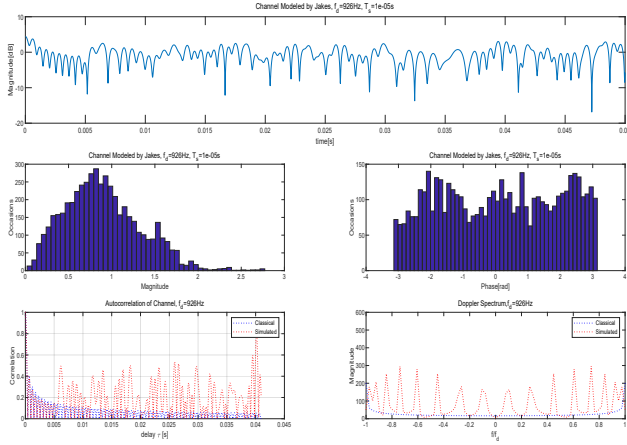 Channel Modeled by Jakes, f_d=926Hz, T_s=1e-05s
Magnitude[dB]
10
0
-10
-20
0 0.005 0.01 0.015 0.02 0.025 0.03 0.035 0.04 0.045 0.0
time[s]
Channel Modeled by Jakes, f_d=926Hz, T_s=1e-05s
Occasions
300
250
200
150
100
50
0
0 0.5 1 1.5 2 2.5 3
Magnitude
Channel Modeled by Jakes, f_d=926Hz, T_s=1e-05s
Occasions
150
100
50
0
-4 -3 -2 -1 0 1 2 3 4
Phase[rad]
Autocorrelation of Channel, f_d=926Hz
Correlation
1
0.8
0.6
0.4
0.2
0
0 0.005 0.01 0.015 0.02 0.025 0.03 0.035 0.04 0.045
delay τ [s]
Classical
Simulated
Doppler Spectrum,f_d=926Hz
Magnitude
600
500
400
300
200
100
0
-1 -0.8 -0.6 -0.4 -0.2 0 0.2 0.4 0.6 0.8 1
f/f_d
Classical
Simulated